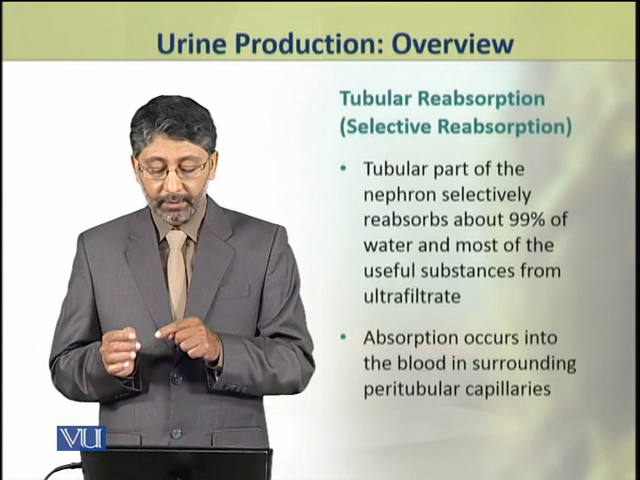 Urine Production: Overview
Tubular Reabsorption
(Selective Reabsorption)
• Tubular part of the
nephron selectively
reabsorbs about 99% of
water and most of the
useful substances from
ultrafiltrate
• Absorption occurs into
the blood in surrounding
peritubular capillaries
VU